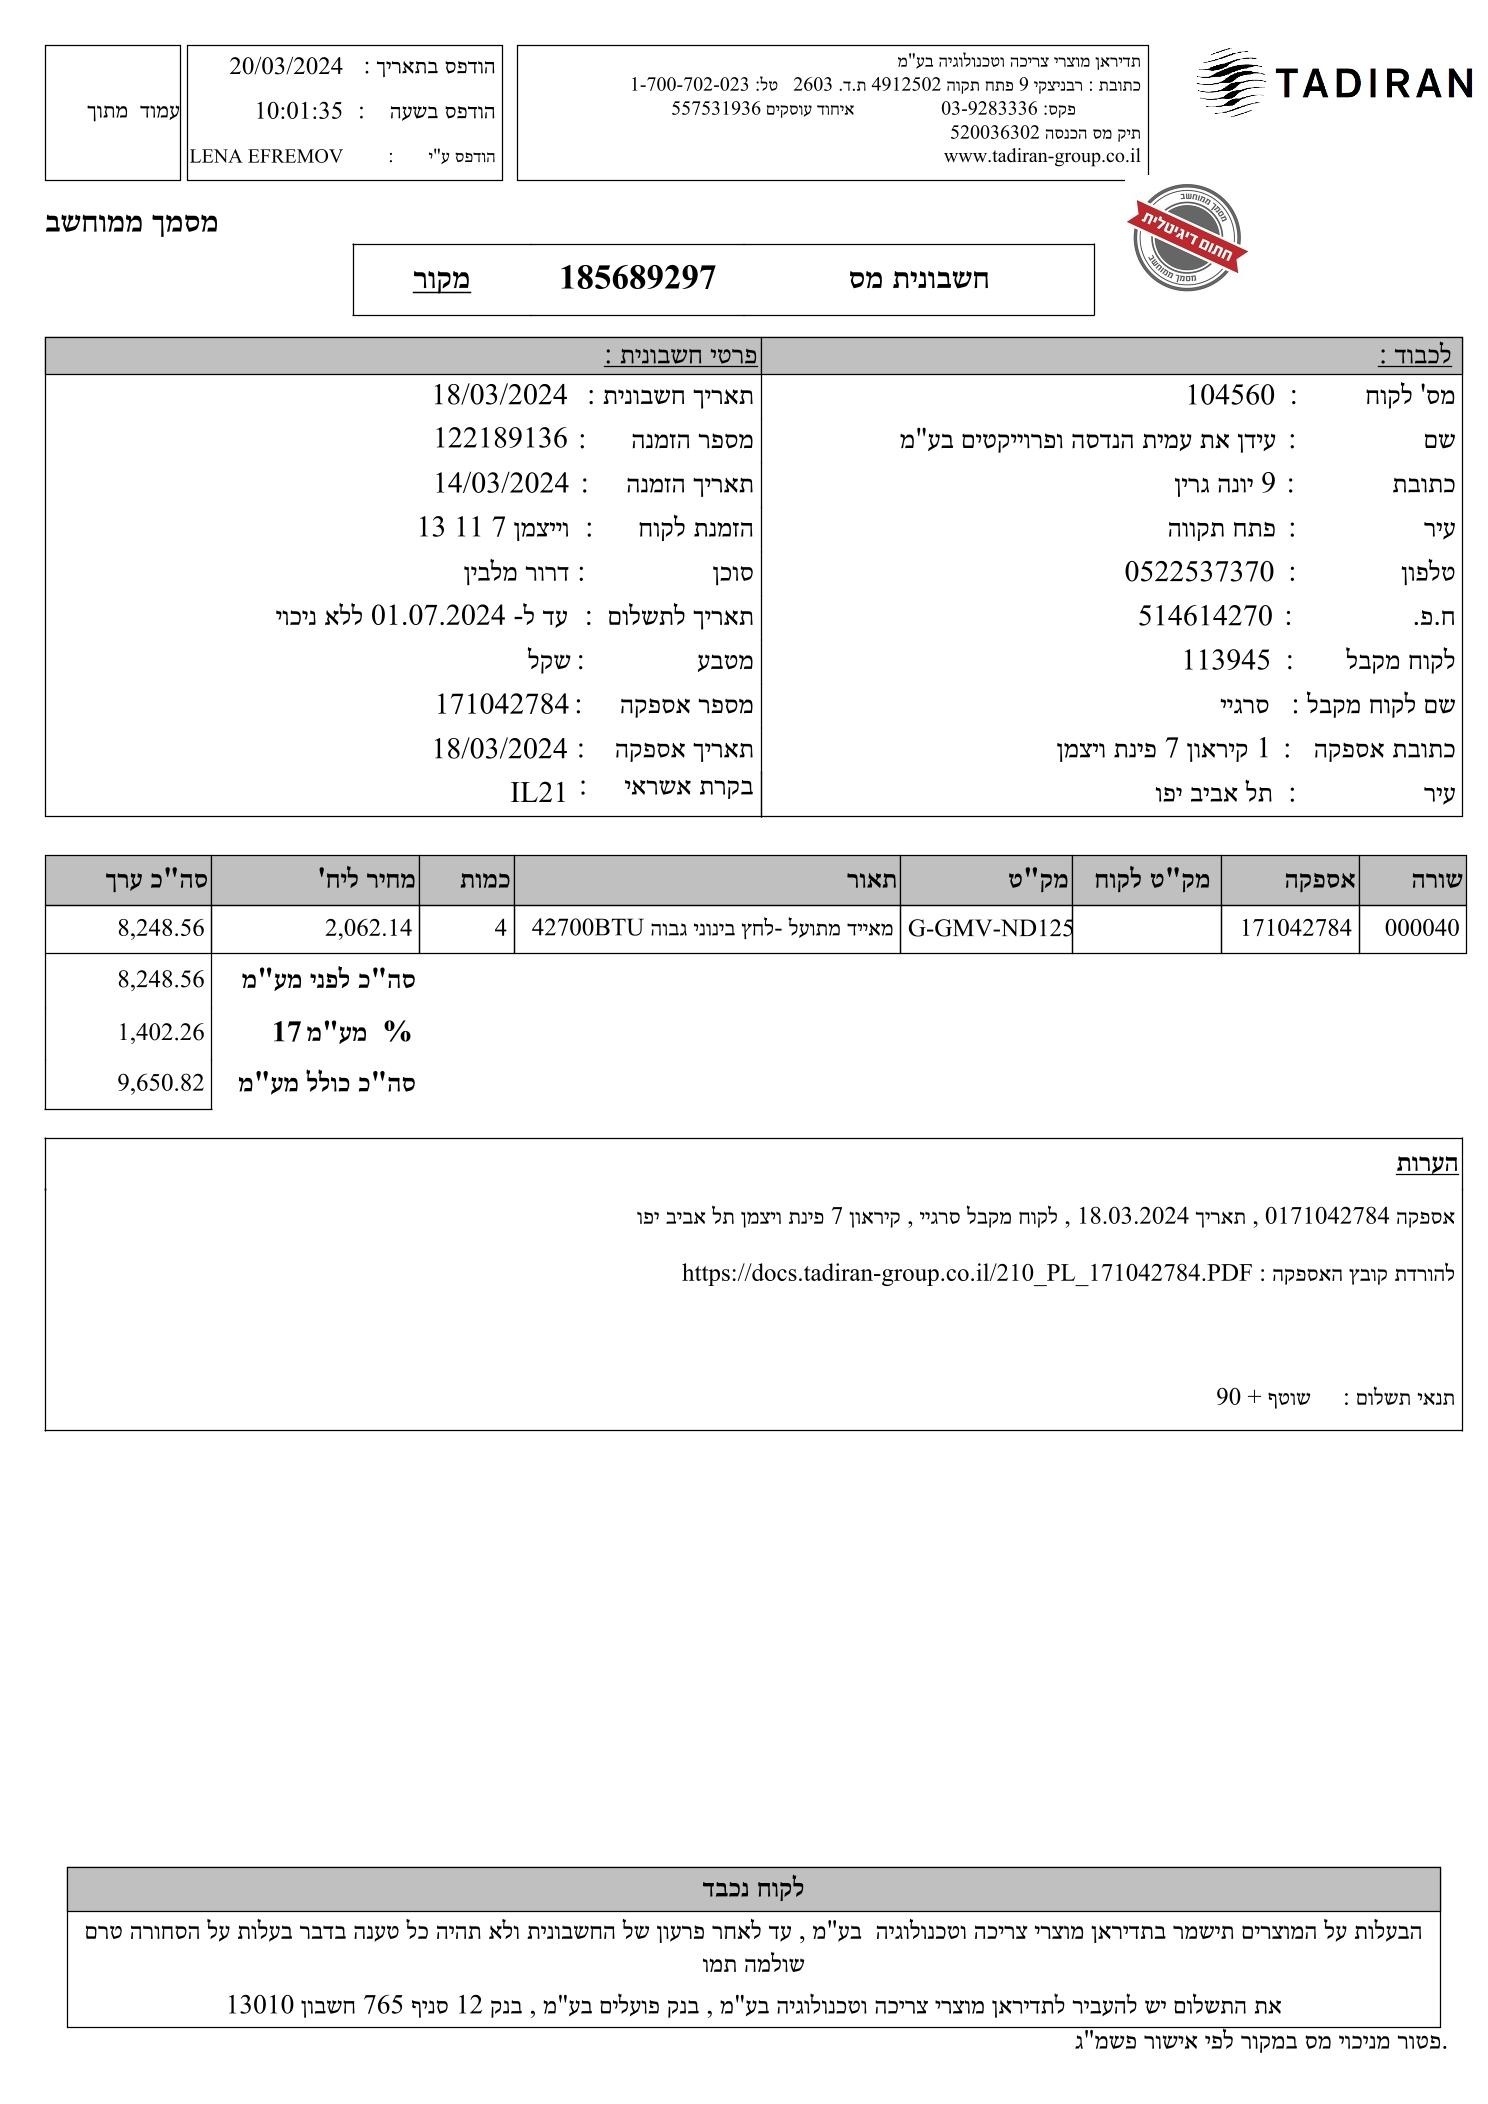 TADIRAN
תדיראן מוצרי צריכה וטכנולוגיה בע"מ
כתובת : רבניצקי 9 פתח תקוה 4912502 ת.ד. 2603 טל: 1-700-702-023
פקס: 03-9283336 איחוד עוסקים 557531936
תיק מס הכנסה 520036302
www.tadiran-group.co.il
הודפס בתאריך : 20/03/2024
הודפס בשעה : 10:01:35
הודפס ע"י : LENA EFREMOV
עמוד מתוך
מסמך ממוחשב
מסמך ממוחשב
חתום דיגיטלית
מסמך ממוחשב
חשבונית מס 185689297 מקור
לכבוד :
מס' לקוח : 104560
שם : עידן את עמית הנדסה ופרוייקטים בע"מ
כתובת : 9 יונה גרין
עיר : פתח תקווה
טלפון : 0522537370
ח.פ. : 514614270
לקוח מקבל : 113945
שם לקוח מקבל : סרגיי
כתובת אספקה : 1 קיראון 7 פינת ויצמן
עיר : תל אביב יפו
פרטי חשבונית :
תאריך חשבונית : 18/03/2024
מספר הזמנה : 122189136
תאריך הזמנה : 14/03/2024
הזמנת לקוח : וייצמן 7 11 13
סוכן : דרור מלבין
תאריך לתשלום : עד ל- 01.07.2024 ללא ניכוי
מטבע : שקל
מספר אספקה : 171042784
תאריך אספקה : 18/03/2024
בקרת אשראי : IL21
שורה אספקה מק"ט לקוח מק"ט תאור כמות מחיר ליח' סה"כ ערך
000040 171042784 G-GMV-ND125 מאייד מתועל -לחץ בינוני גבוה 42700BTU 4 2,062.14 8,248.56
סה"כ לפני מע"מ 8,248.56
% מע"מ 17 1,402.26
סה"כ כולל מע"מ 9,650.82
הערות
אספקה 0171042784 , תאריך 18.03.2024 , לקוח מקבל סרגיי , קיראון 7 פינת ויצמן תל אביב יפו
להורדת קובץ האספקה : https://docs.tadiran-group.co.il/210_PL_171042784.PDF
תנאי תשלום : שוטף + 90
לקוח נכבד
הבעלות על המוצרים תישמר בתדיראן מוצרי צריכה וטכנולוגיה בע"מ , עד לאחר פרעון של החשבונית ולא תהיה כל טענה בדבר בעלות על הסחורה טרם
שולמה תמו
את התשלום יש להעביר לתדיראן מוצרי צריכה וטכנולוגיה בע"מ , בנק פועלים בע"מ , בנק 12 סניף 765 חשבון 13010
.פטור מניכוי מס במקור לפי אישור פשמ"ג